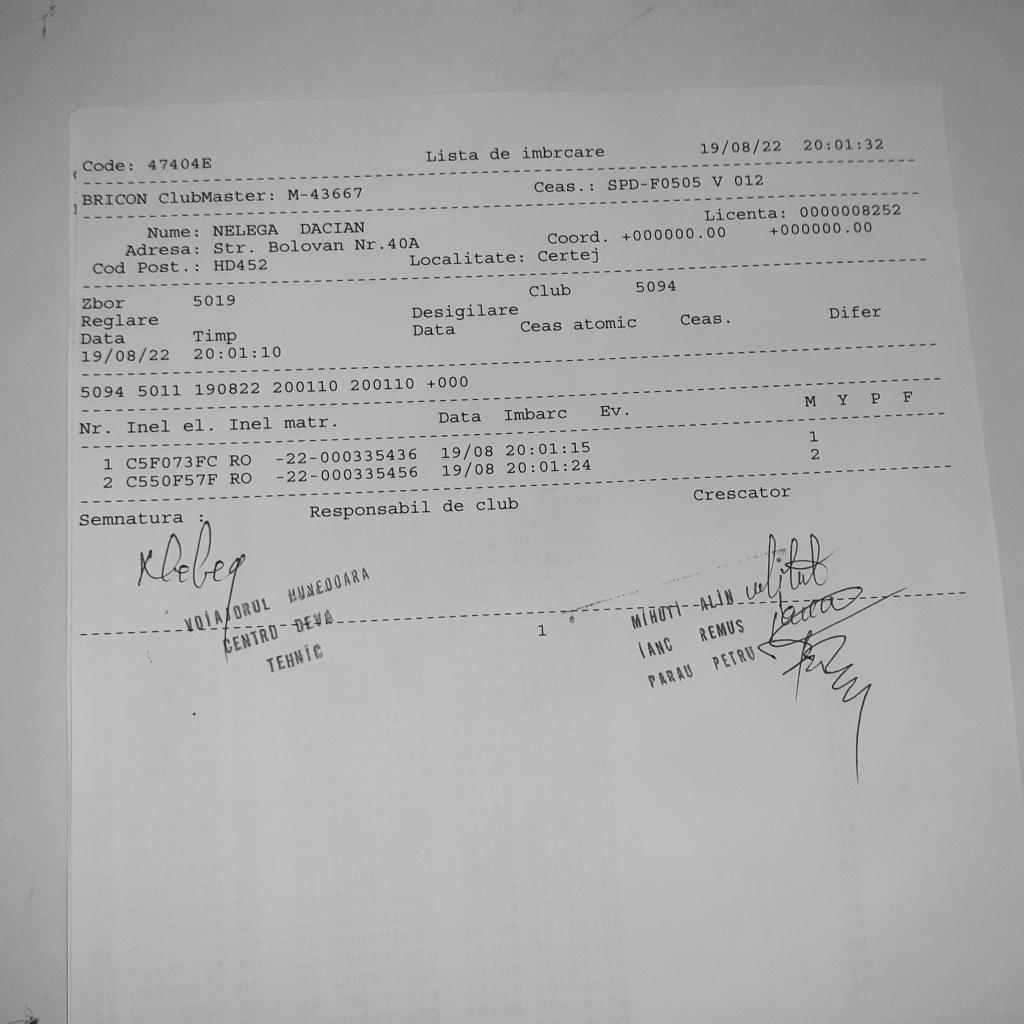 Code: 47404E Lista de imbrcare 19/08/22 20:01:32
BRICON ClubMaster: M-43667 Ceas.: SPD-F0505 V 012
Nume: NELEGA DACIAN Licenta: 0000008252
Adresa: Str. Bolovan Nr.40A Coord. +000000.00 +000000.00
Cod Post.: HD452 Localitate: Certej
Zbor 5019 Club 5094
Reglare Desigilare
Data Timp Data Ceas atomic Ceas. Difer
19/08/22 20:01:10
5094 5011 190822 200110 200110 +000
Nr. Inel el. Inel matr. Data Imbarc Ev. M Y P F
1 C5F073FC RO -22-000335436 19/08 20:01:15 1
2 C550F57F RO -22-000335456 19/08 20:01:24 2
Semnatura : Responsabil de club Crescator
VOIAJORUL HUNEDOARA
CENTRU DEVA
TEHNIC
1
MIHUTI ALIN
IANC REMUS
PARAU PETRU